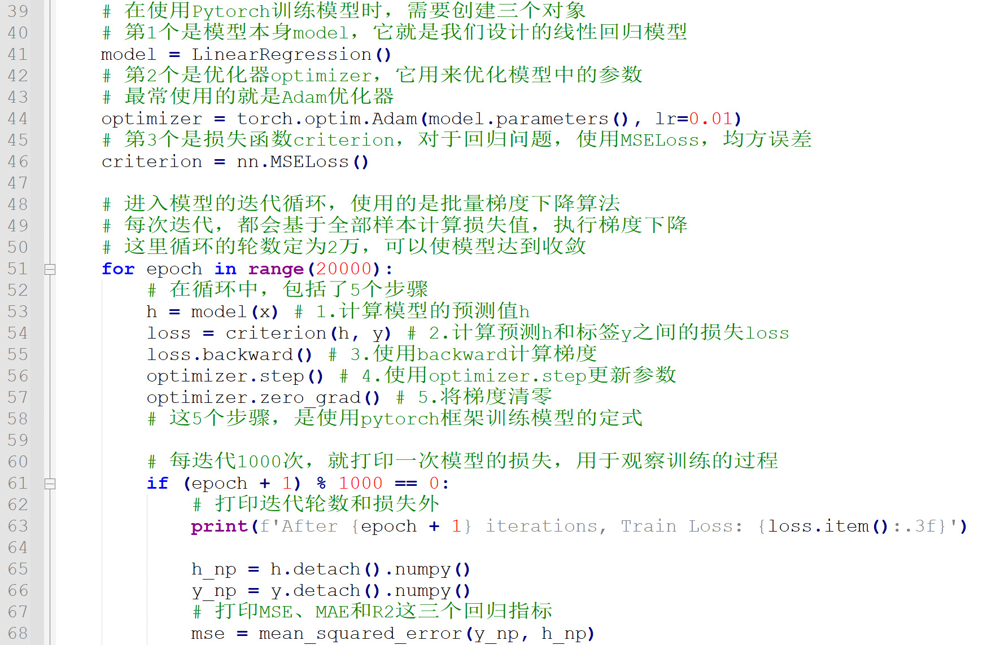 39 # 在使用Pytorch训练模型时，需要创建三个对象
40 # 第1个是模型本身model，它就是我们设计的线性回归模型
41 model = LinearRegression()
42 # 第2个是优化器optimizer，它用来优化模型中的参数
43 # 最常使用的就是Adam优化器
44 optimizer = torch.optim.Adam(model.parameters(), lr=0.01)
45 # 第3个是损失函数criterion，对于回归问题，使用MSELoss，均方误差
46 criterion = nn.MSELoss()
47
48 # 进入模型的迭代循环，使用的是批量梯度下降算法
49 # 每次迭代，都会基于全部样本计算损失值，执行梯度下降
50 # 这里循环的轮数定为2万，可以使模型达到收敛
51 for epoch in range(20000):
52 # 在循环中，包括了5个步骤
53 h = model(x) # 1.计算模型的预测值h
54 loss = criterion(h, y) # 2.计算预测h和标签y之间的损失loss
55 loss.backward() # 3.使用backward计算梯度
56 optimizer.step() # 4.使用optimizer.step更新参数
57 optimizer.zero_grad() # 5.将梯度清零
58 # 这5个步骤，是使用pytorch框架训练模型的定式
59
60 # 每迭代1000次，就打印一次模型的损失，用于观察训练的过程
61 if (epoch + 1) % 1000 == 0:
62 # 打印迭代轮数和损失外
63 print(f'After {epoch + 1} iterations, Train Loss: {loss.item():.3f}')
64
65 h_np = h.detach().numpy()
66 y_np = y.detach().numpy()
67 # 打印MSE、MAE和R2这三个回归指标
68 mse = mean_squared_error(y_np, h_np)